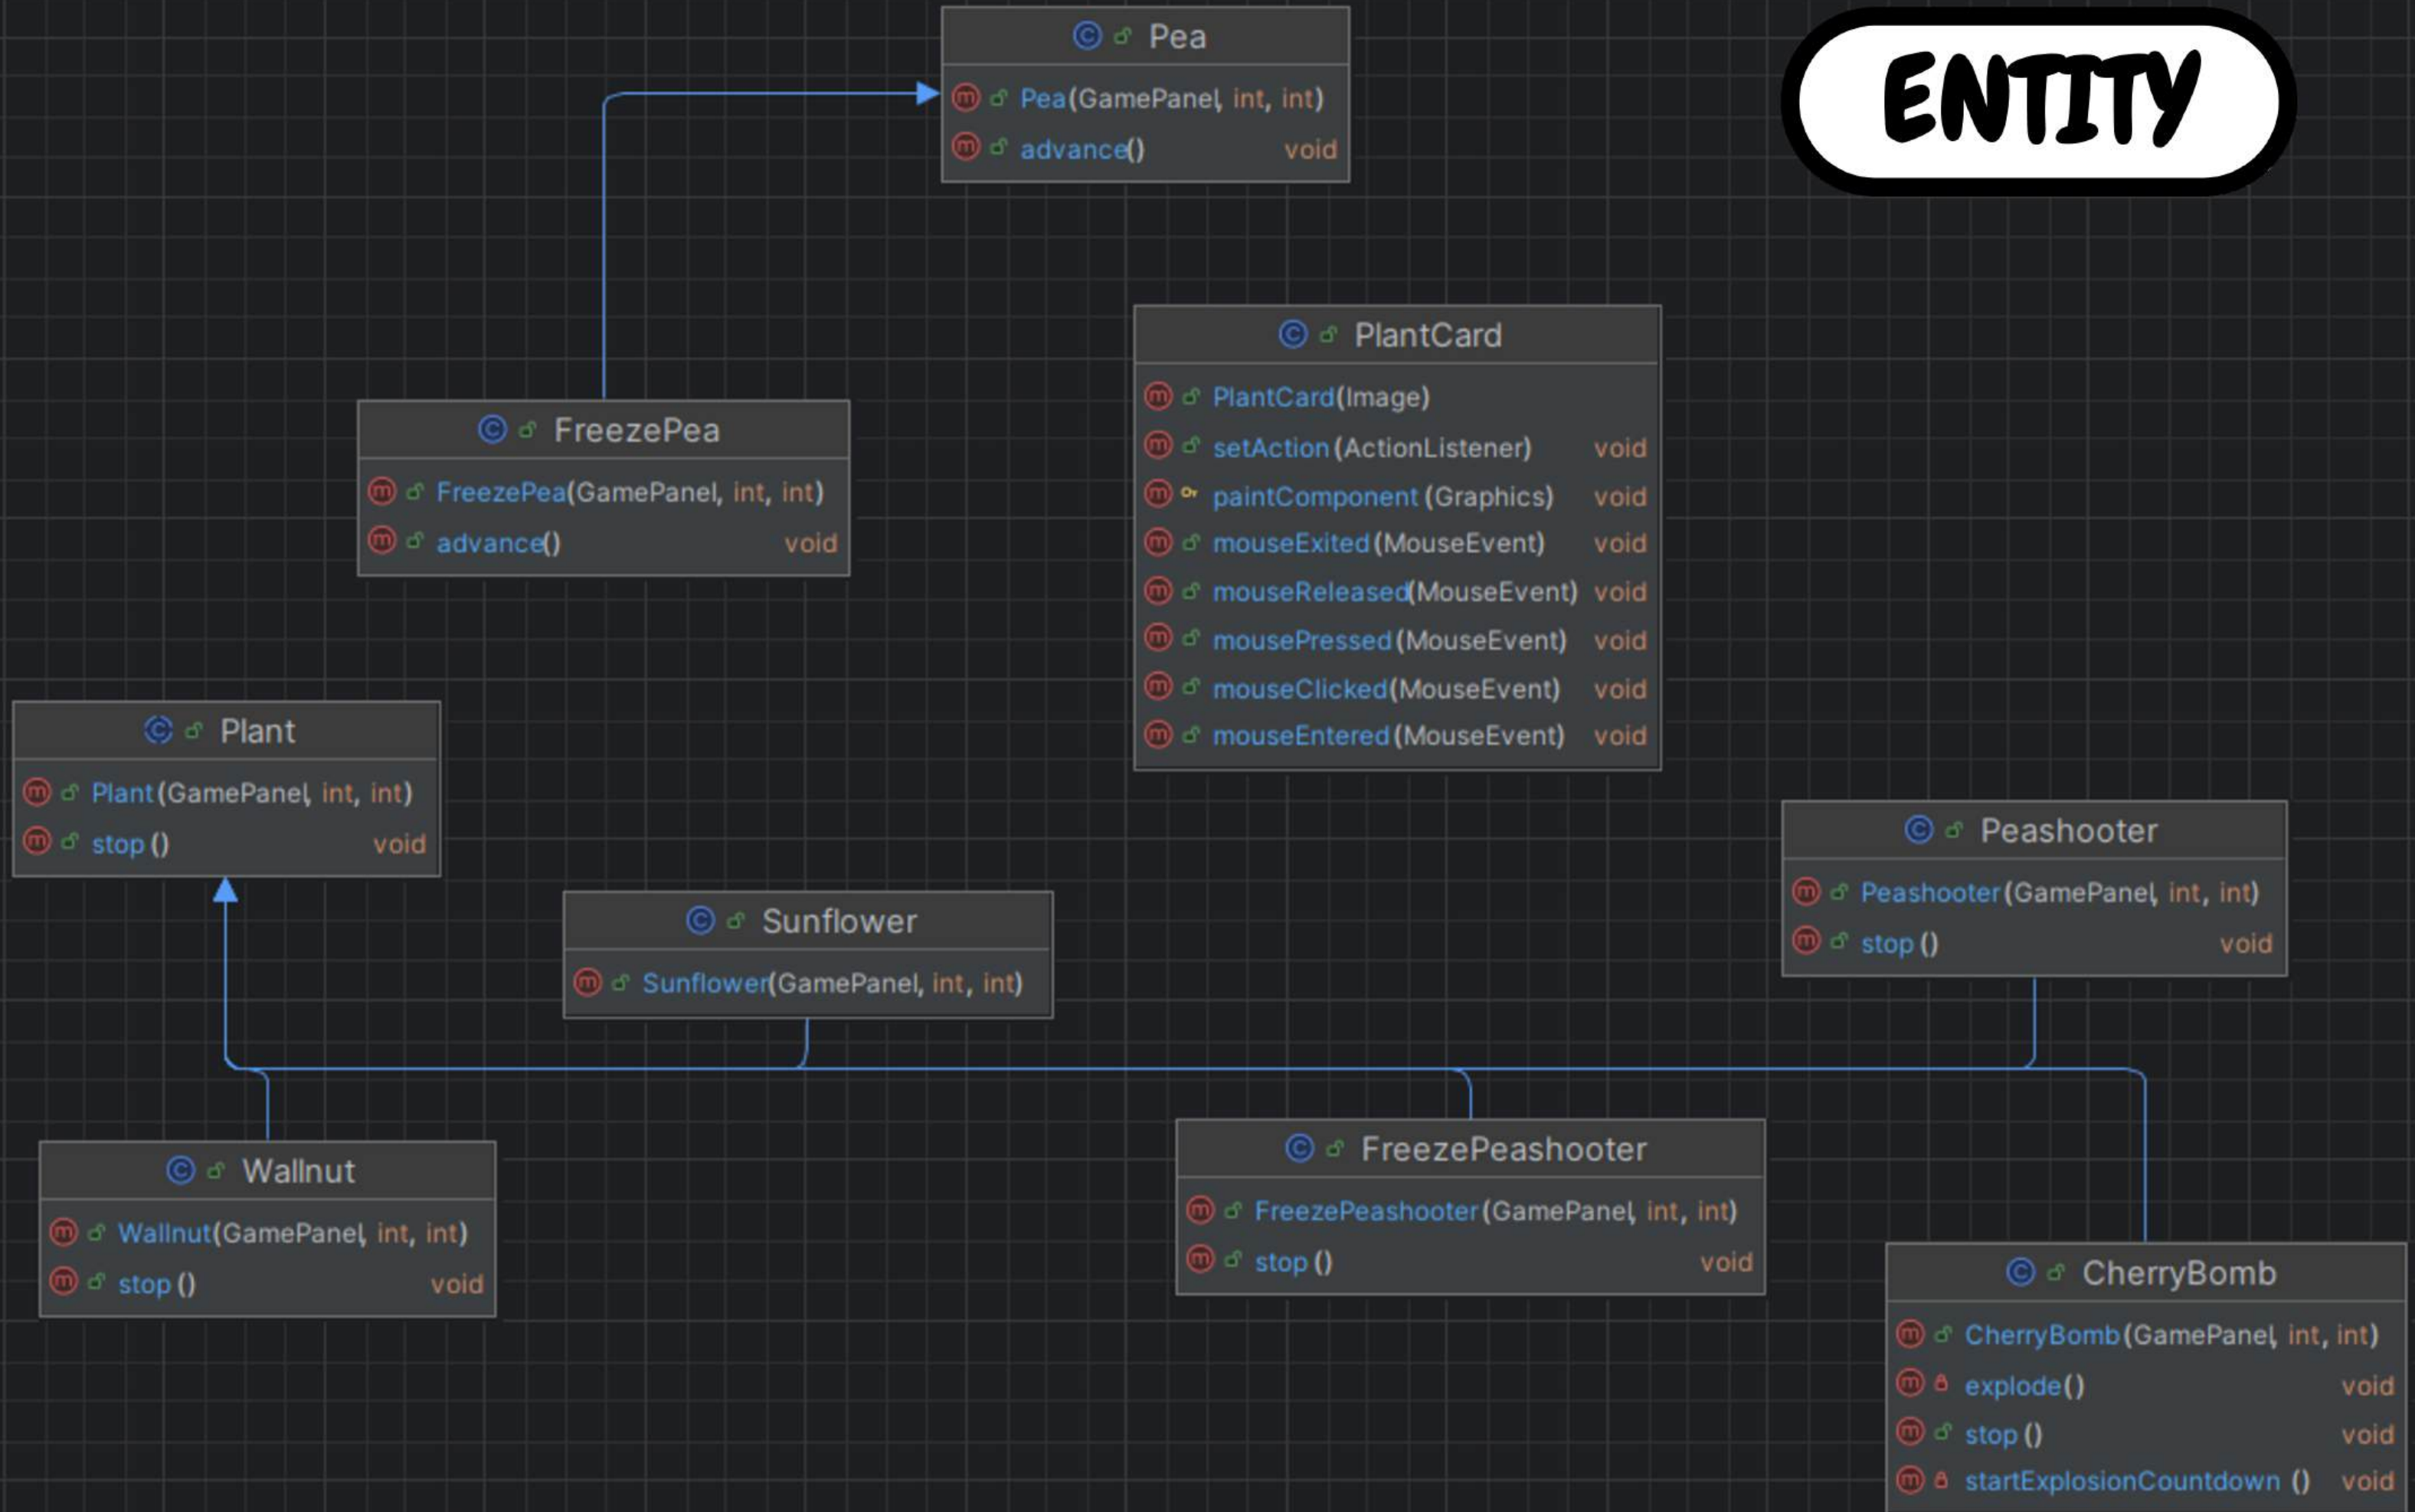 ENTITY
Pea
Pea(GamePanel, int, int)
advance() void
PlantCard
PlantCard(Image)
setAction(ActionListener) void
paintComponent(Graphics) void
mouseExited(MouseEvent) void
mouseReleased(MouseEvent) void
mousePressed(MouseEvent) void
mouseClicked(MouseEvent) void
mouseEntered(MouseEvent) void
FreezePea
FreezePea(GamePanel, int, int)
advance() void
Plant
Plant(GamePanel, int, int)
stop() void
Peashooter
Peashooter(GamePanel, int, int)
stop() void
Sunflower
Sunflower(GamePanel, int, int)
Wallnut
Wallnut(GamePanel, int, int)
stop() void
FreezePeashooter
FreezePeashooter(GamePanel, int, int)
stop() void
CherryBomb
CherryBomb(GamePanel, int, int)
explode() void
stop() void
startExplosionCountdown() void